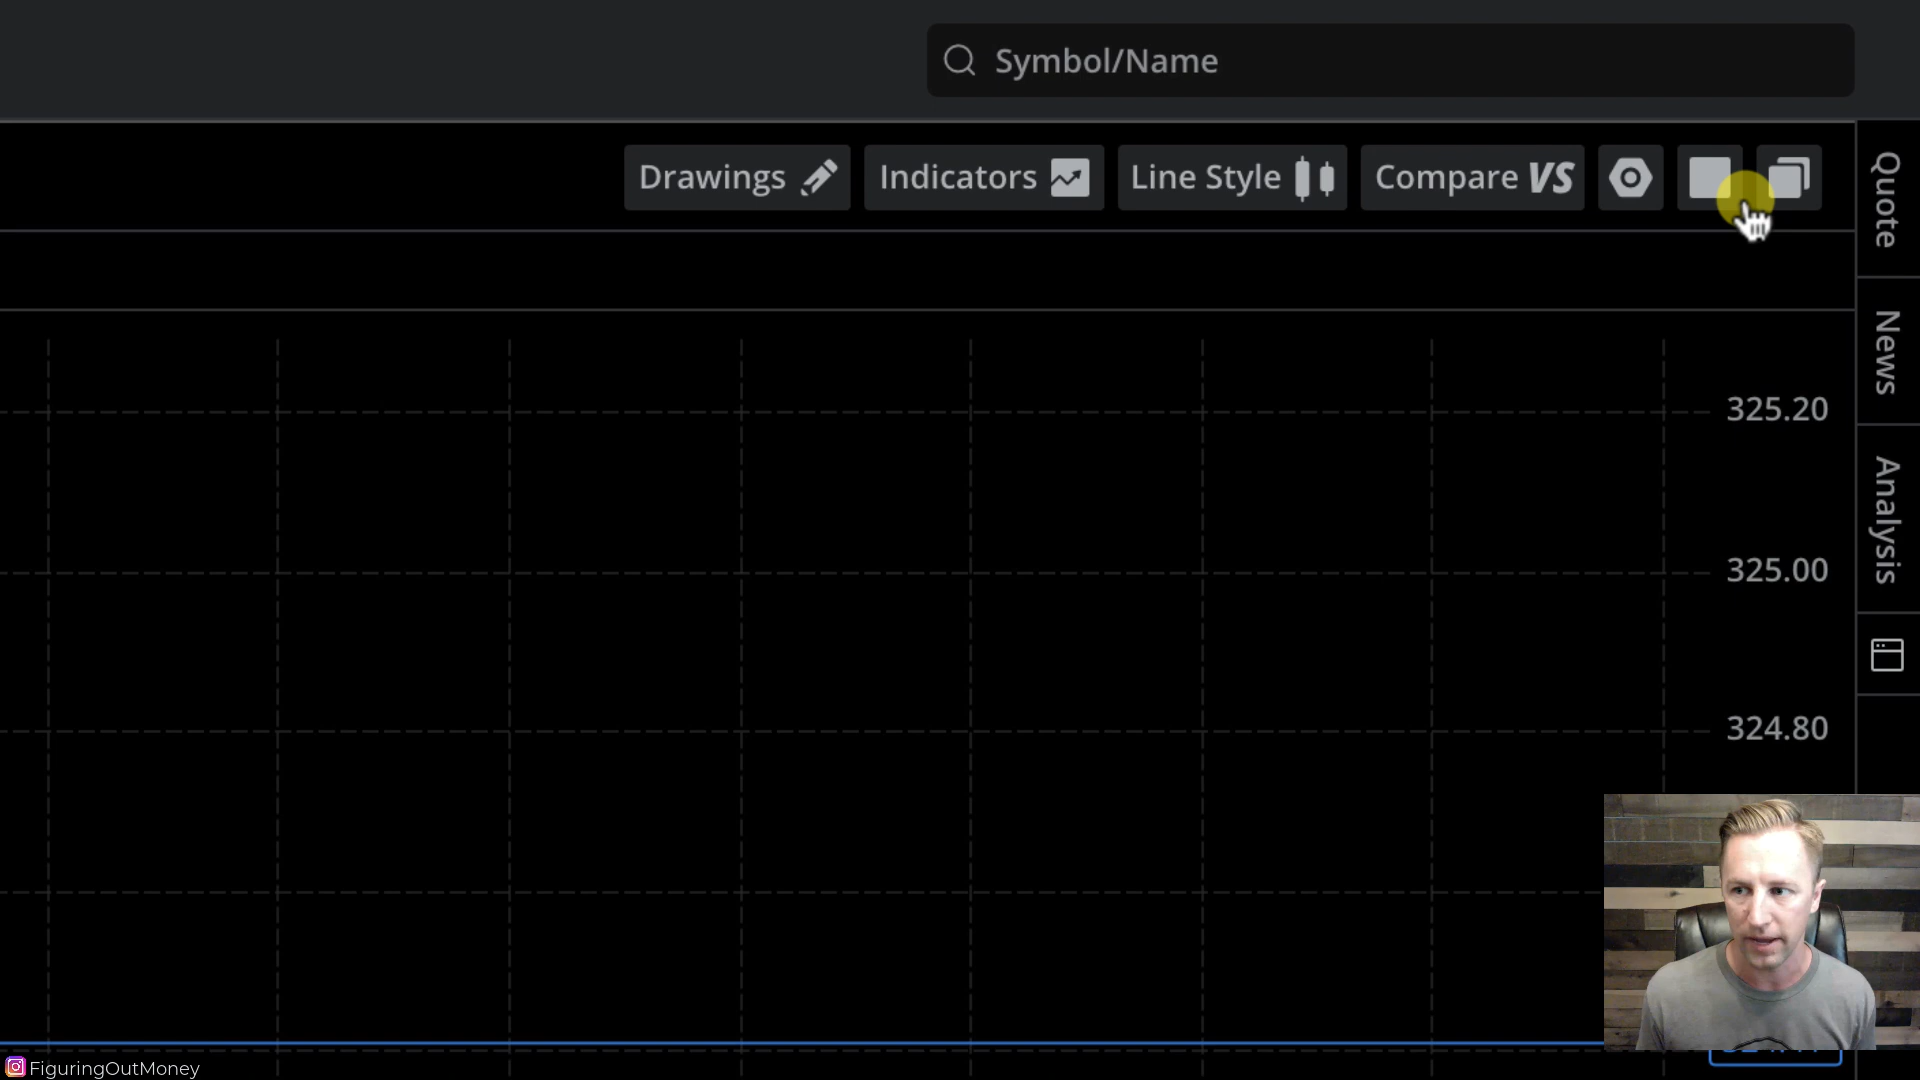 Symbol/Name
Drawings
Indicators
Line Style
Compare VS
Quote
News
Analysis
325.20
325.00
324.80
FiguringOutMoney